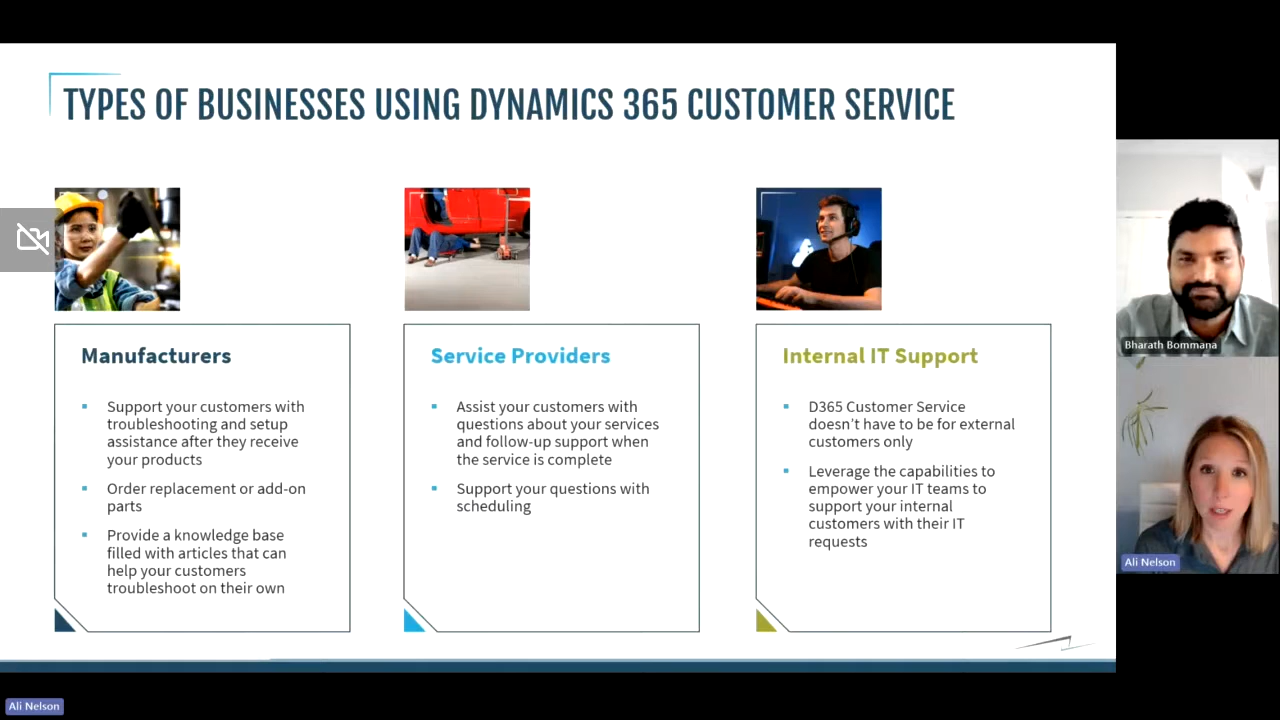 TYPES OF BUSINESSES USING DYNAMICS 365 CUSTOMER SERVICE
Manufacturers
Support your customers with
troubleshooting and setup
assistance after they receive
your products
Order replacement or add-on
parts
Provide a knowledge base
filled with articles that can
help your customers
troubleshoot on their own
Service Providers
Assist your customers with
questions about your services
and follow-up support when
the service is complete
Support your questions with
scheduling
Internal IT Support
D365 Customer Service
doesn't have to be for external
customers only
Leverage the capabilities to
empower your IT teams to
support your internal
customers with their IT
requests
Bharath Bommana
Ali Nelson
Ali Nelson